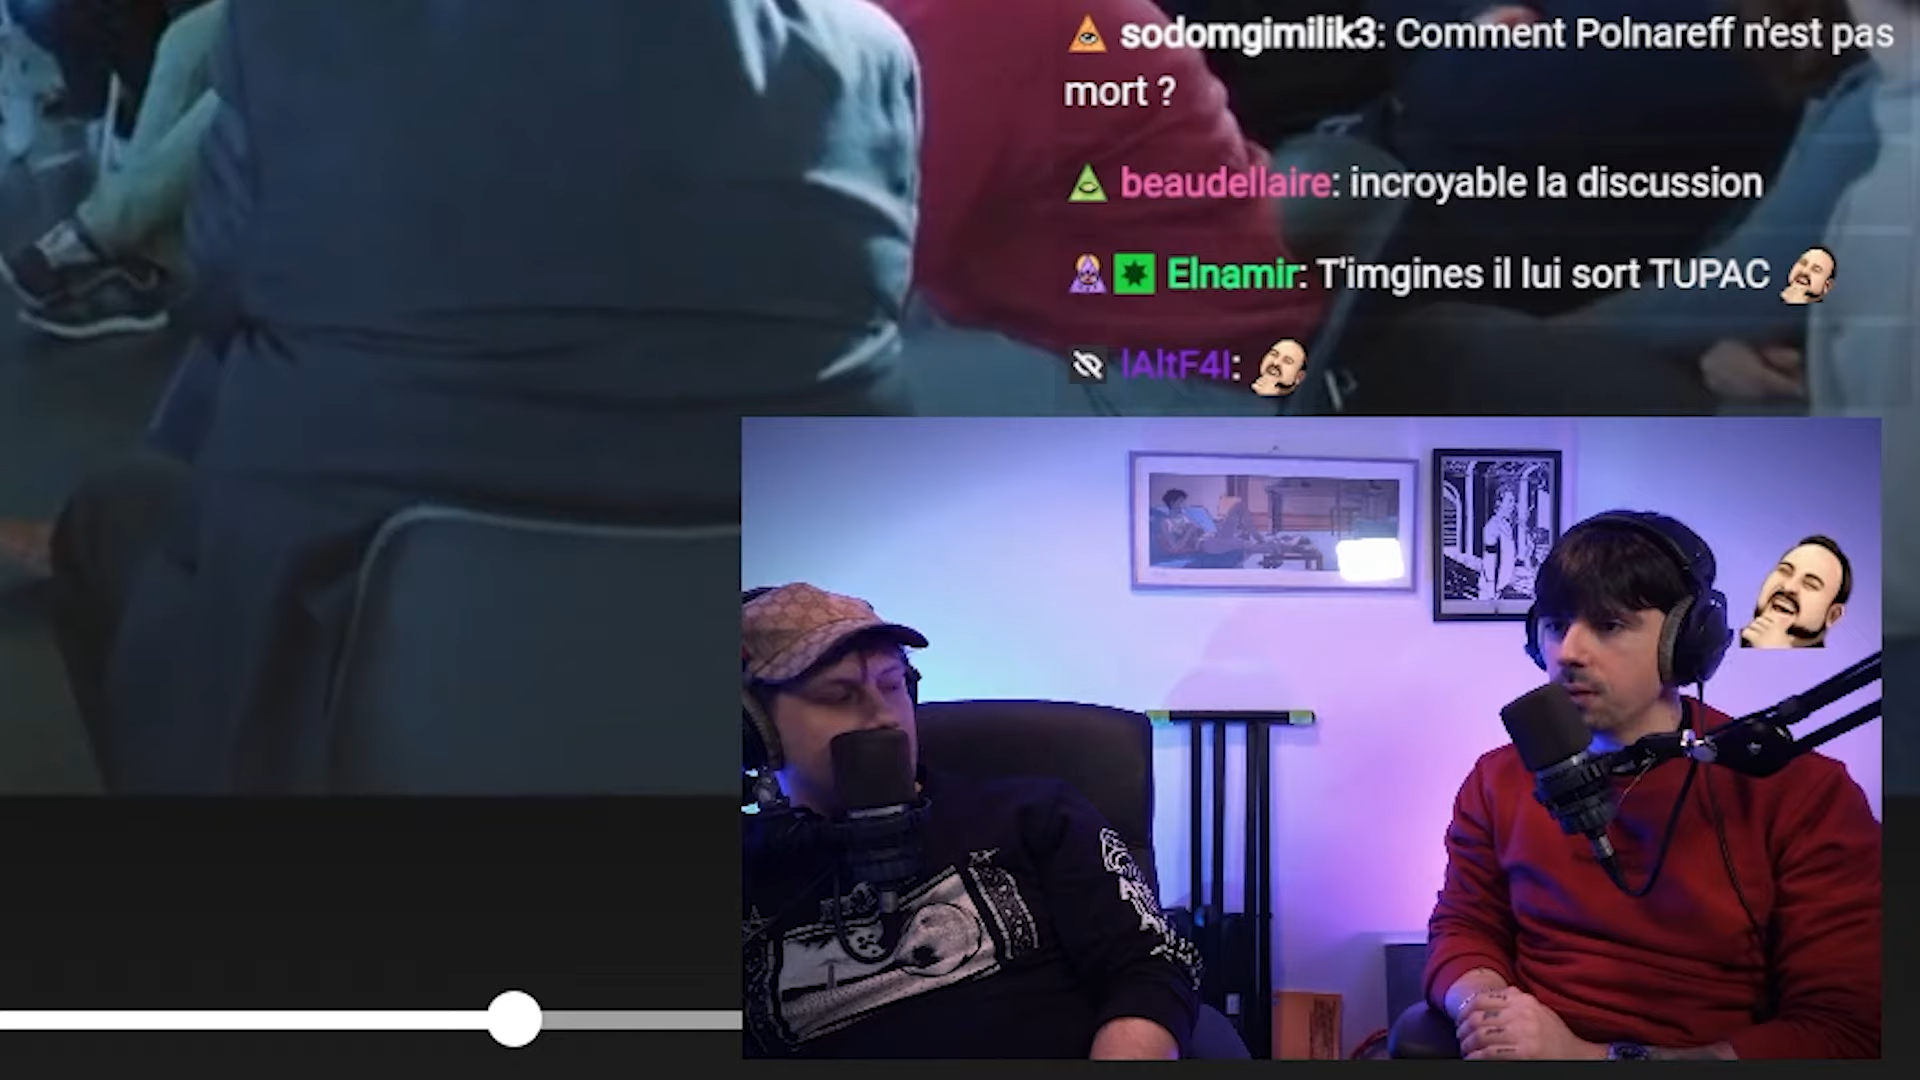 sodomgimilik3: Comment Polnareff n'est pas
mort ?
beaudellaire: incroyable la discussion
Elnamir: T'imgines il lui sort TUPAC
lAltF4l: